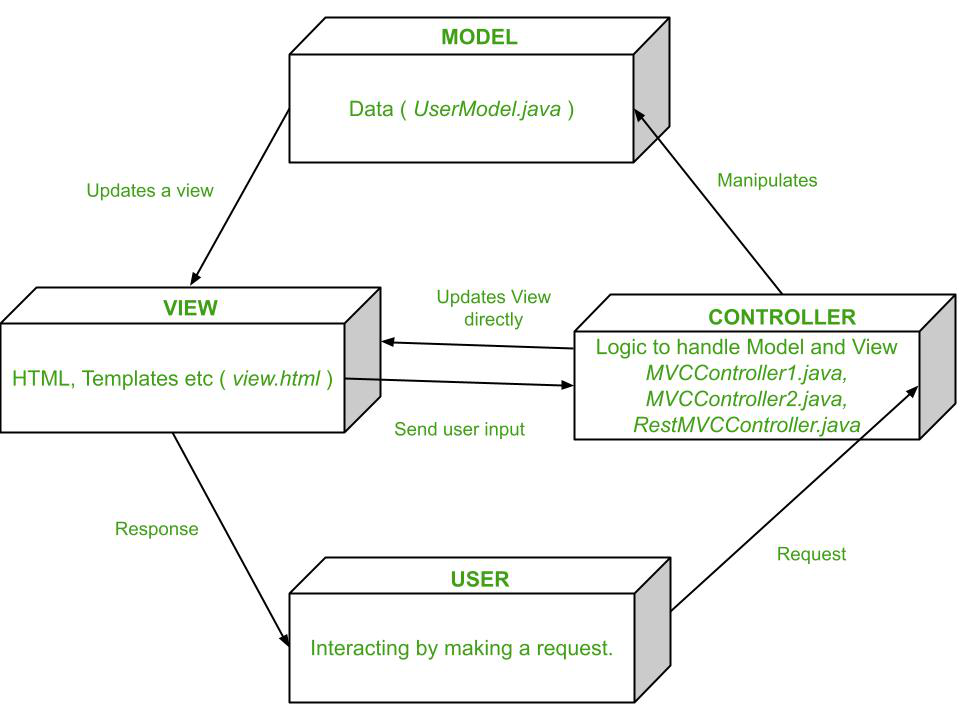 MODEL
Data ( UserModel.java )
Updates a view
Manipulates
VIEW
HTML, Templates etc ( view.html )
Updates View
directly
Send user input
CONTROLLER
Logic to handle Model and View
MVCController1.java,
MVCController2.java,
RestMVCController.java
Response
Request
USER
Interacting by making a request.